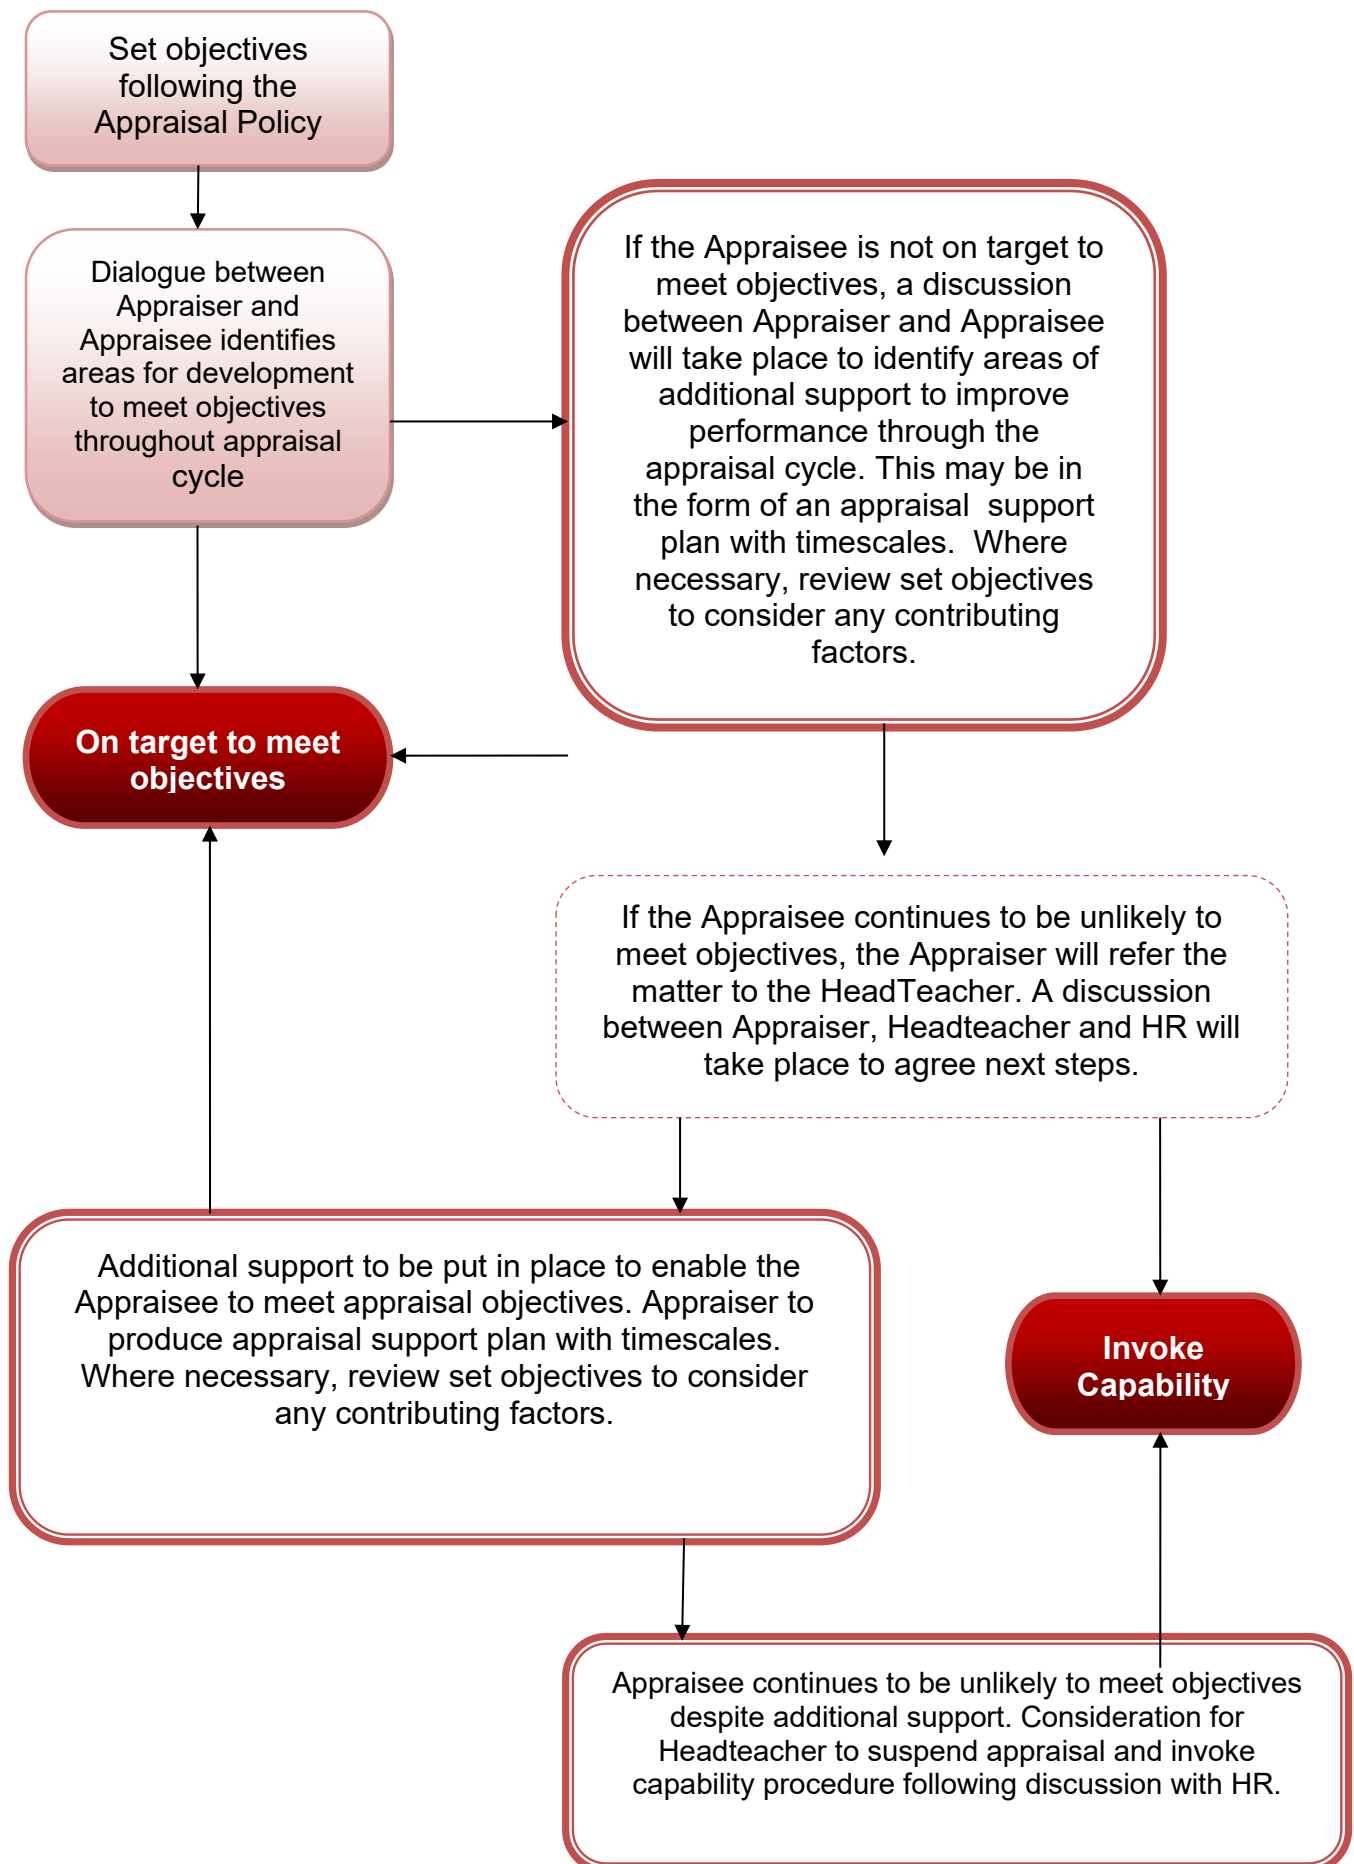 Set objectives
following the
Appraisal Policy
Dialogue between
Appraiser and
Appraisee identifies
areas for development
to meet objectives
throughout appraisal
cycle
If the Appraisee is not on target to
meet objectives, a discussion
between Appraiser and Appraisee
will take place to identify areas of
additional support to improve
performance through the
appraisal cycle. This may be in
the form of an appraisal  support
plan with timescales.  Where
necessary, review set objectives
to consider any contributing
factors.
On target to meet
objectives
If the Appraisee continues to be unlikely to
meet objectives, the Appraiser will refer the
matter to the HeadTeacher. A discussion
between Appraiser, Headteacher and HR will
take place to agree next steps.
Additional support to be put in place to enable the
Appraisee to meet appraisal objectives. Appraiser to
produce appraisal support plan with timescales.
Where necessary, review set objectives to consider
any contributing factors.
Invoke
Capability
Appraisee continues to be unlikely to meet objectives
despite additional support. Consideration for
Headteacher to suspend appraisal and invoke
capability procedure following discussion with HR.